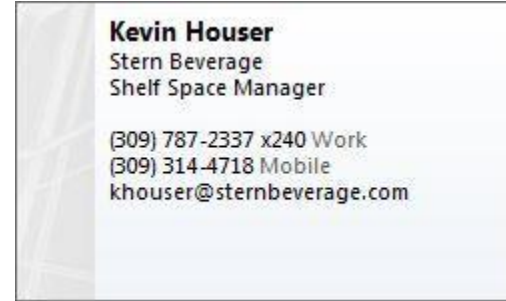 Kevin Houser
Stern Beverage
Shelf Space Manager
(309) 787-2337 x240 Work
(309) 314-4718 Mobile
khouser@sternbeverage.com